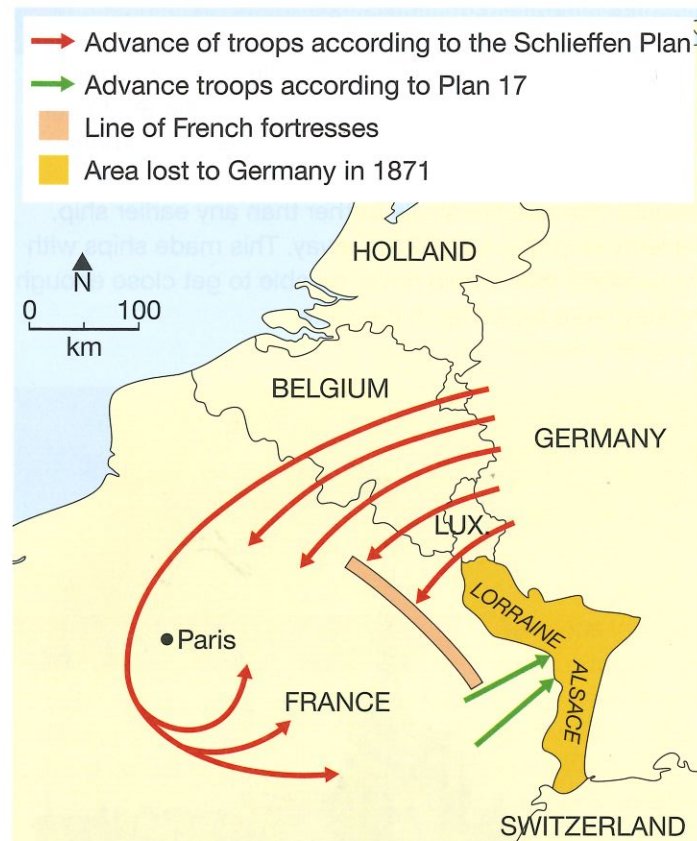 Advance of troops according to the Schlieffen Plan
Advance troops according to Plan 17
Line of French fortresses
Area lost to Germany in 1871
HOLLAND
N
0 100
km
BELGIUM
GERMANY
LUX.
LORRAINE
ALSACE
Paris
FRANCE
SWITZERLAND